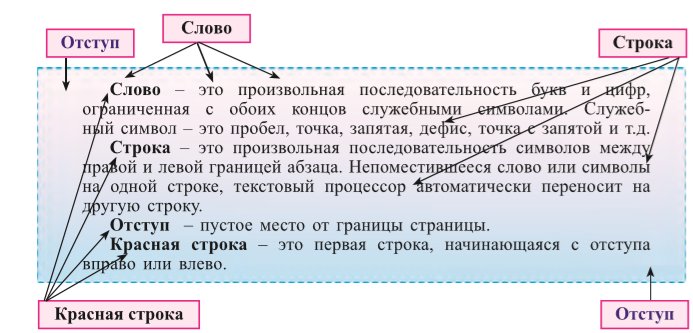 Слово
Отступ
Строка
Слово – это произвольная последовательность букв и цифр,
ограниченная с обоих концов служебными символами. Служеб-
ный символ – это пробел, точка, запятая, дефис, точка с запятой и т.д.
Строка – это произвольная последовательность символов между
правой и левой границей абзаца. Непоместившееся слово или символы
на одной строке, текстовый процессор автоматически переносит на
другую строку.
Отступ – пустое место от границы страницы.
Красная строка – это первая строка, начинающаяся с отступа
вправо или влево.
Красная строка
Отступ